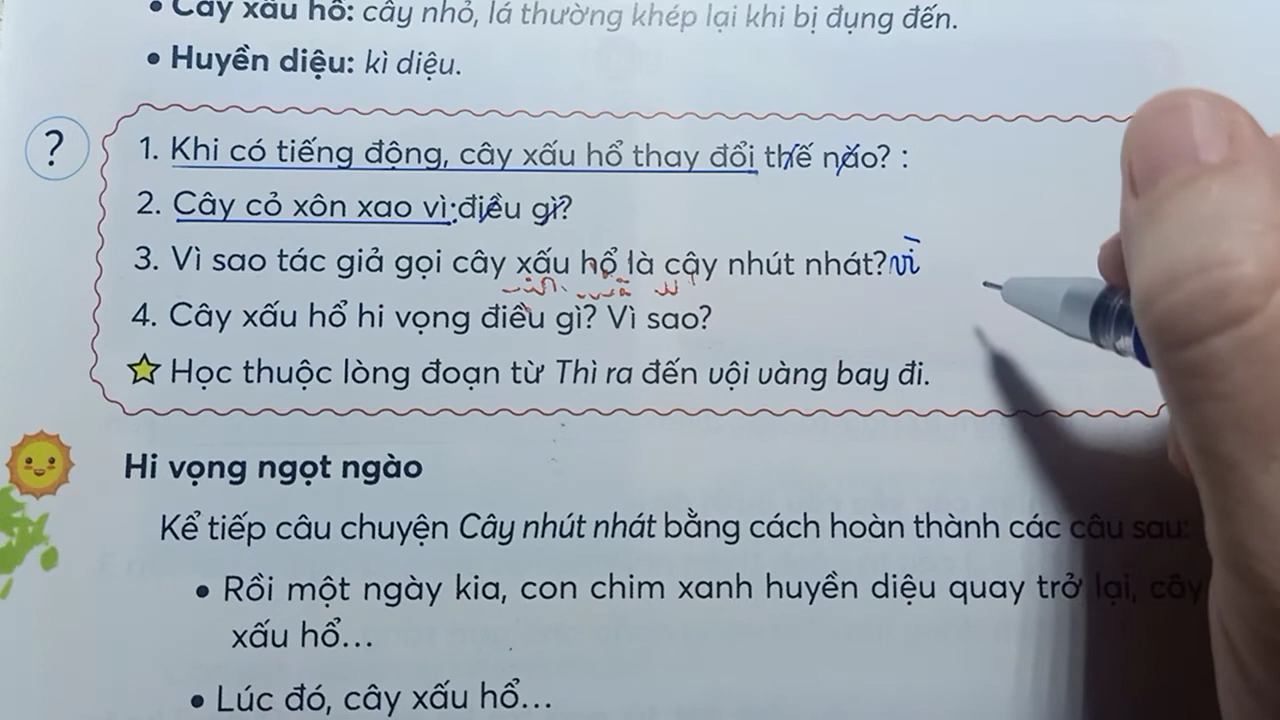 • Cây xấu hổ: cây nhỏ, lá thường khép lại khi bị đụng đến.
• Huyền diệu: kì diệu.
?
1. Khi có tiếng động, cây xấu hổ thay đổi thế nào? :
2. Cây cỏ xôn xao vì: điều gì?
3. Vì sao tác giả gọi cây xấu hổ là cây nhút nhát? vì
4. Cây xấu hổ hi vọng điều gì? Vì sao?
Học thuộc lòng đoạn từ Thì ra đến vội vàng bay đi.
Hi vọng ngọt ngào
Kể tiếp câu chuyện Cây nhút nhát bằng cách hoàn thành các câu sau:
• Rồi một ngày kia, con chim xanh huyền diệu quay trở lại, cây
xấu hổ...
• Lúc đó, cây xấu hổ...